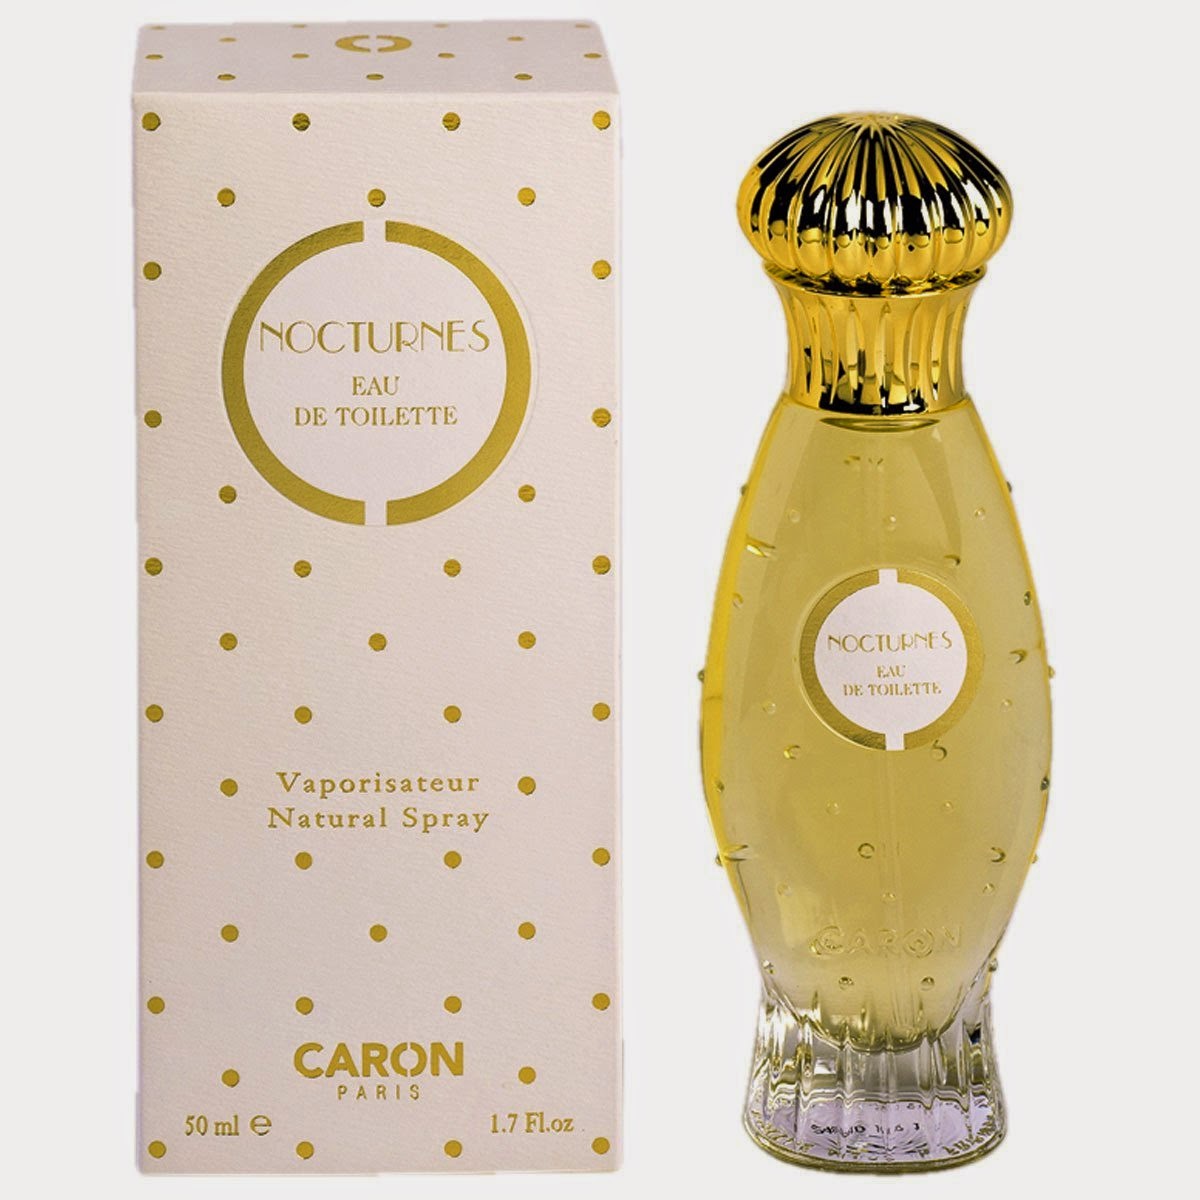 NOCTURNES
EAU
DE TOILETTE
Vaporisateur
Natural Spray
CARON
PARIS
50 ml e
1.7 Fl.oz
NOCTURNES
EAU
DE TOILETTE
CARON